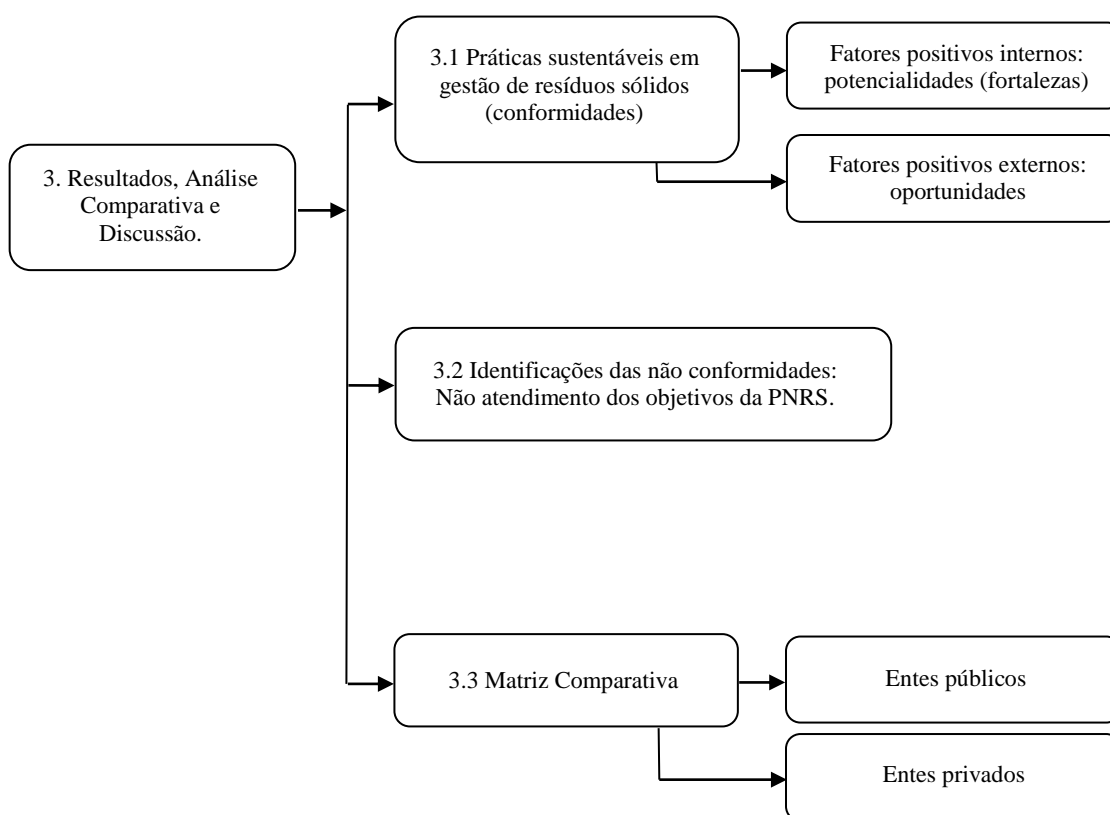 3. Resultados, Análise
Comparativa e
Discussão.
3.1 Práticas sustentáveis em
gestão de resíduos sólidos
(conformidades)
Fatores positivos internos:
potencialidades (fortalezas)
Fatores positivos externos:
oportunidades
3.2 Identificações das não conformidades:
Não atendimento dos objetivos da PNRS.
3.3 Matriz Comparativa
Entes públicos
Entes privados